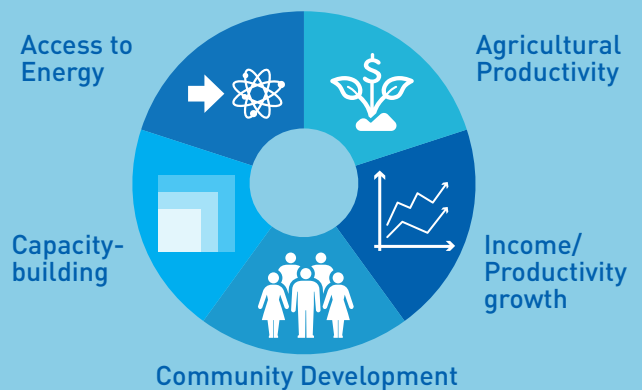 Access to
Energy
Agricultural
Productivity
$
Capacity-
building
Income/
Productivity
growth
Community Development